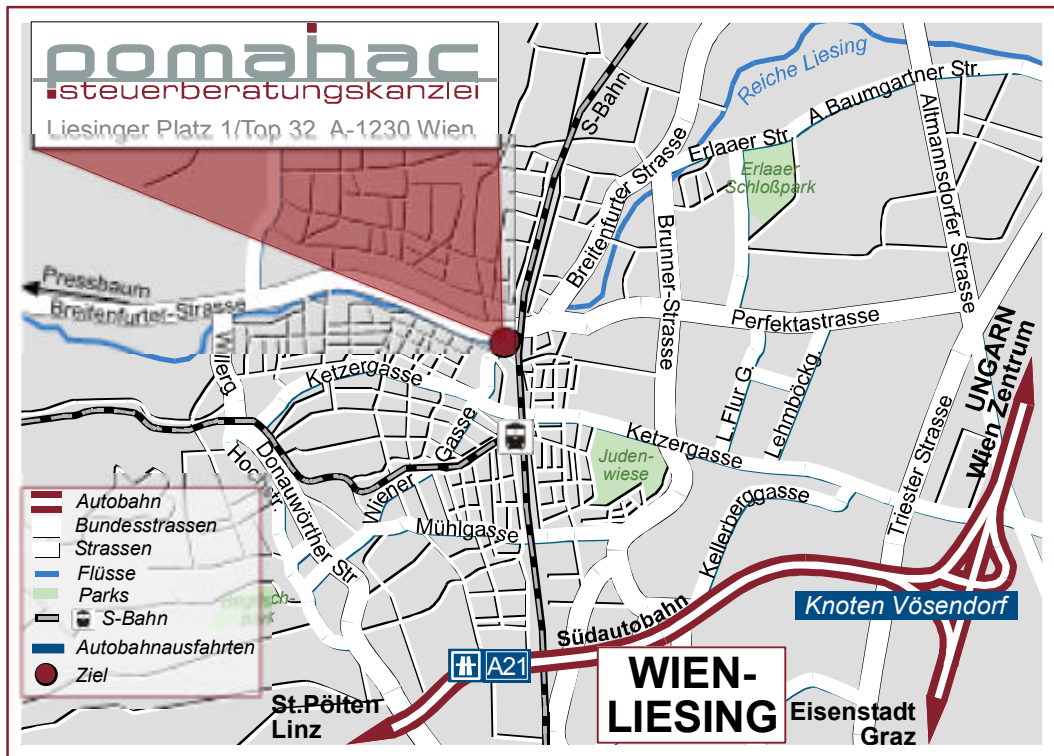 pomahac
steuerberatungskanzlei
Liesinger Platz 1/Top 32 A-1230 Wien
S-Bahn
Reiche Liesing
A.Baumgartner Str.
Erlaaer Str.
Altmannsdorfer Strasse
Erlaaer
Schloßpark
Breitenfurter Strasse
Brunner-Strasse
Pressbaum
Breitenfurter-Strasse
Perfektastrasse
UNGARN
Wien Zentrum
Ketzergasse
L.Flur G.
Lehmböckg.
Wiener Gasse
Ketzergasse
Juden-
wiese
Triester Strasse
Hochstr.
Donauwörther Str.
Mühlgasse
Kellerberggasse
Autobahn
Bundesstrassen
Strassen
Flüsse
Parks
S-Bahn
Autobahnausfahrten
Ziel
park
Knoten Vösendorf
Südautobahn
A21
WIEN-
LIESING
St.Pölten
Linz
Eisenstadt
Graz